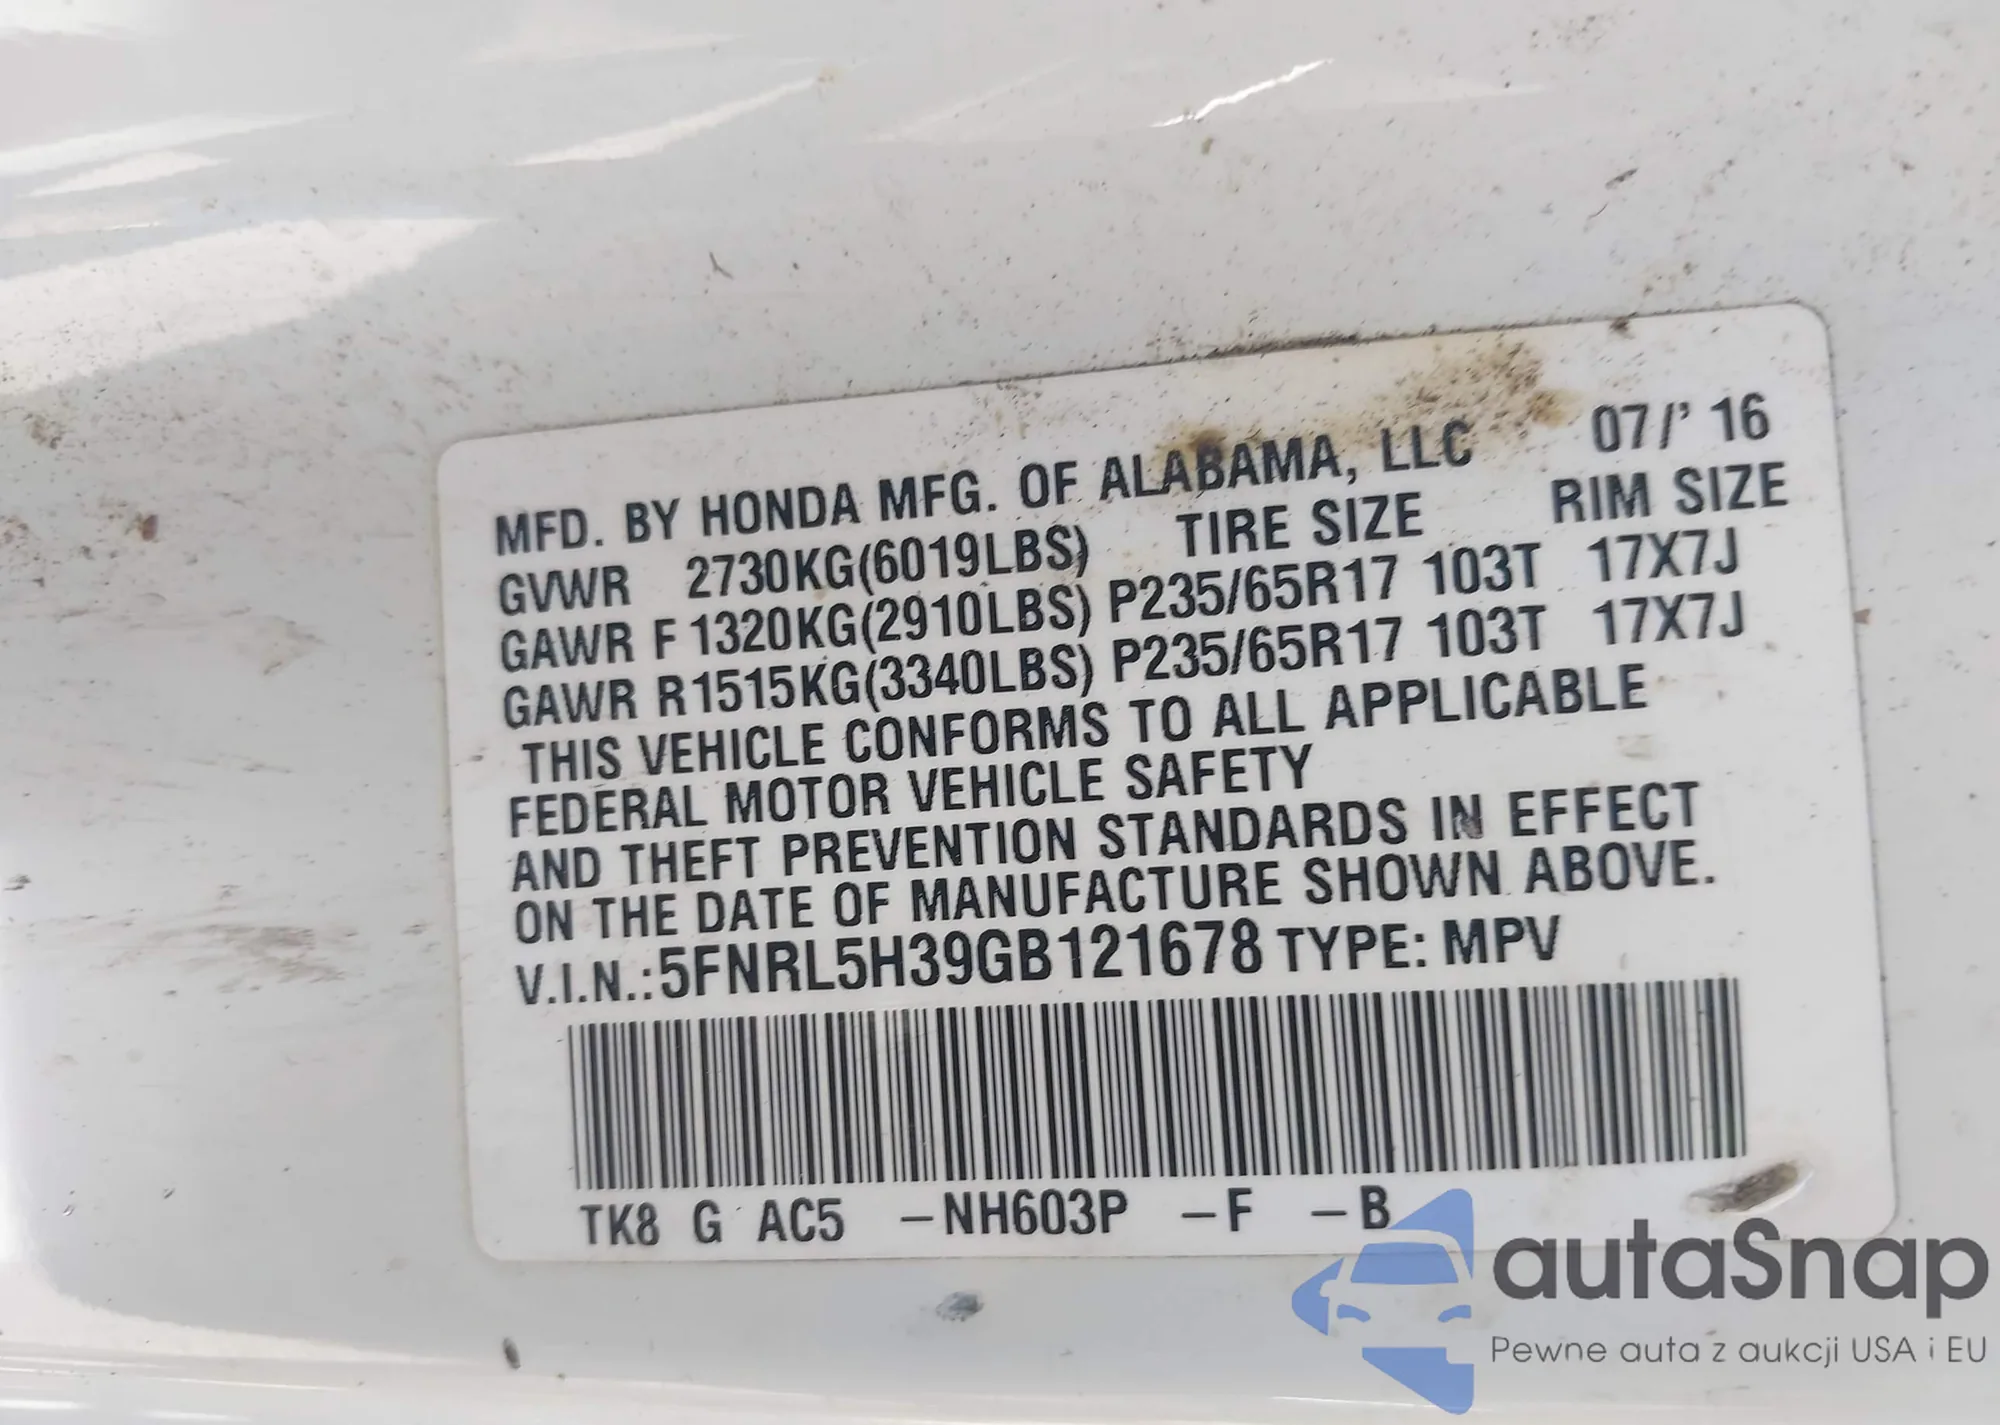 MFD. BY HONDA MFG. OF ALABAMA, LLC 07/' 16
GVWR 2730KG(6019LBS) TIRE SIZE RIM SIZE
GAWR F 1320KG(2910LBS) P235/65R17 103T 17X7J
GAWR R1515KG(3340LBS) P235/65R17 103T 17X7J
THIS VEHICLE CONFORMS TO ALL APPLICABLE
FEDERAL MOTOR VEHICLE SAFETY
AND THEFT PREVENTION STANDARDS IN EFFECT
ON THE DATE OF MANUFACTURE SHOWN ABOVE.
V.I.N.:5FNRL5H39GB121678 TYPE: MPV
TK8 G AC5 –NH603P –F –B
autaSnap
Pewne auta z aukcji USA i EU